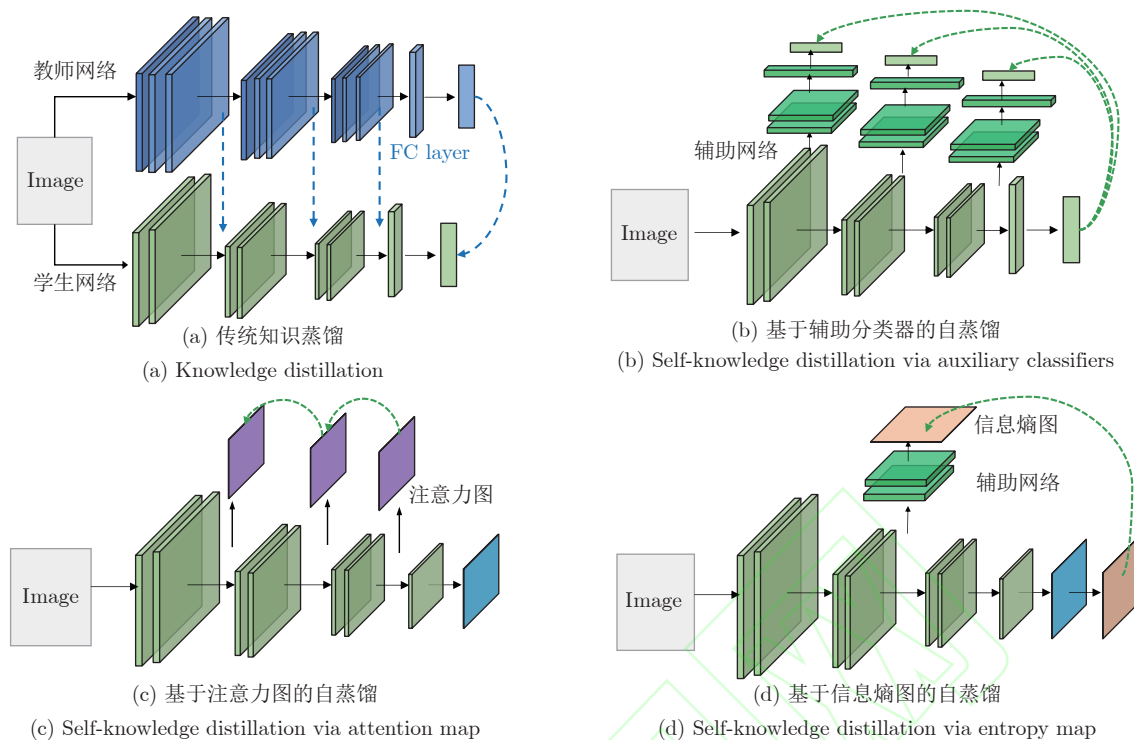 教师网络
Image
FC layer
学生网络
(a) 传统知识蒸馏
(a) Knowledge distillation
辅助网络
Image
(b) 基于辅助分类器的自蒸馏
(b) Self-knowledge distillation via auxiliary classifiers
注意力图
Image
(c) 基于注意力图的自蒸馏
(c) Self-knowledge distillation via attention map
信息熵图
辅助网络
Image
(d) 基于信息熵图的自蒸馏
(d) Self-knowledge distillation via entropy map